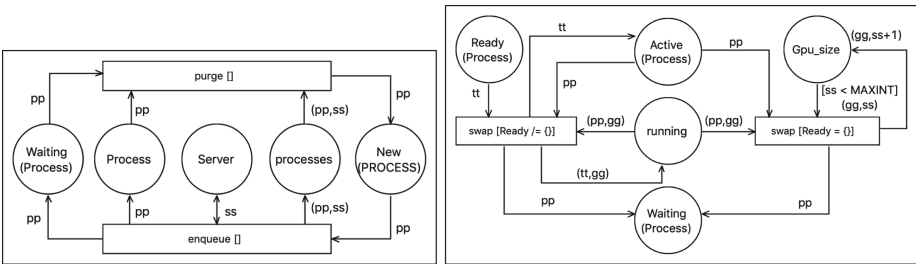 purge []
pp
pp
(pp,ss)
pp
Waiting
(Process)
Process
Server
processes
New
(PROCESS)
pp
pp
ss
(pp,ss)
pp
enqueue []
Ready
(Process)
tt
Active
(Process)
pp
Gpu_size
(gg,ss+1)
tt
pp
[ss < MAXINT]
(gg,ss)
swap [Ready /= {}]
(pp,gg)
running
(pp,gg)
swap [Ready = {}]
(tt,gg)
pp
Waiting
(Process)
pp